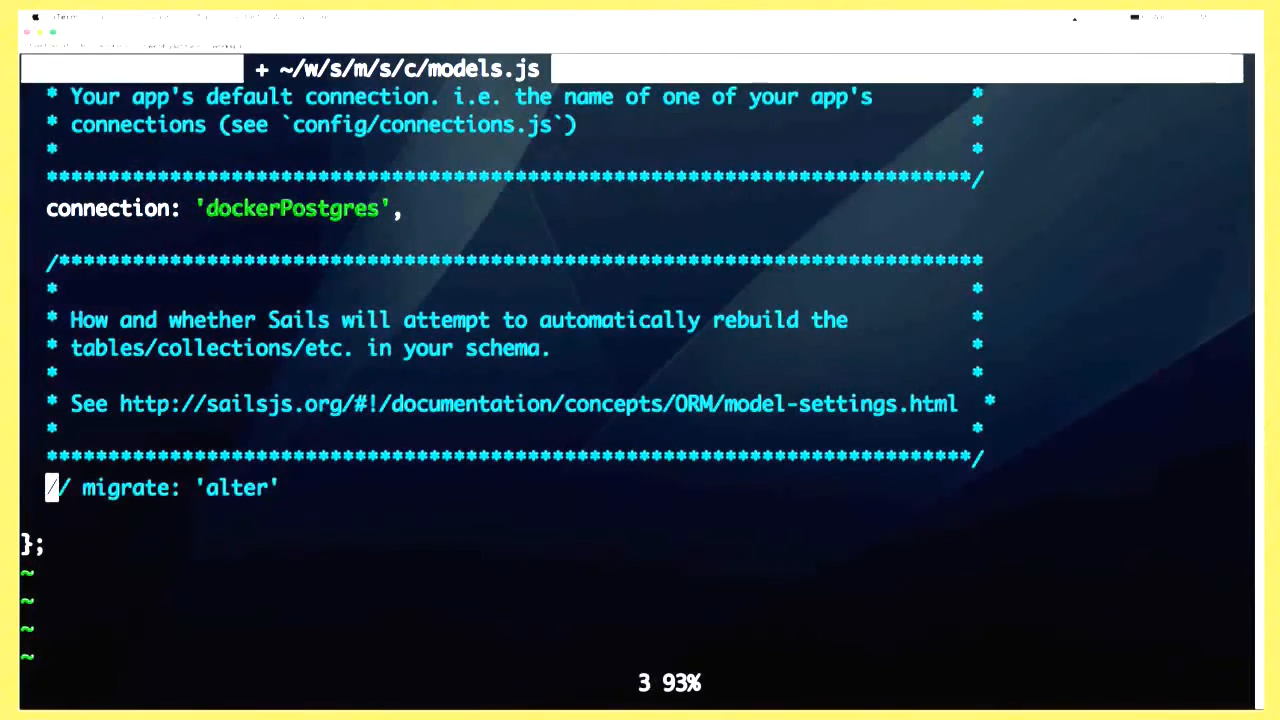 + ~/w/s/m/s/c/models.js
* Your app's default connection. i.e. the name of one of your app's *
* connections (see `config/connections.js`) *
* *
***************************************************************************/
connection: 'dockerPostgres',
/***************************************************************************
* *
* How and whether Sails will attempt to automatically rebuild the *
* tables/collections/etc. in your schema. *
* *
* See http://sailsjs.org/#!/documentation/concepts/ORM/model-settings.html *
* *
***************************************************************************/
// migrate: 'alter'
};
~
~
~
~
3 93%